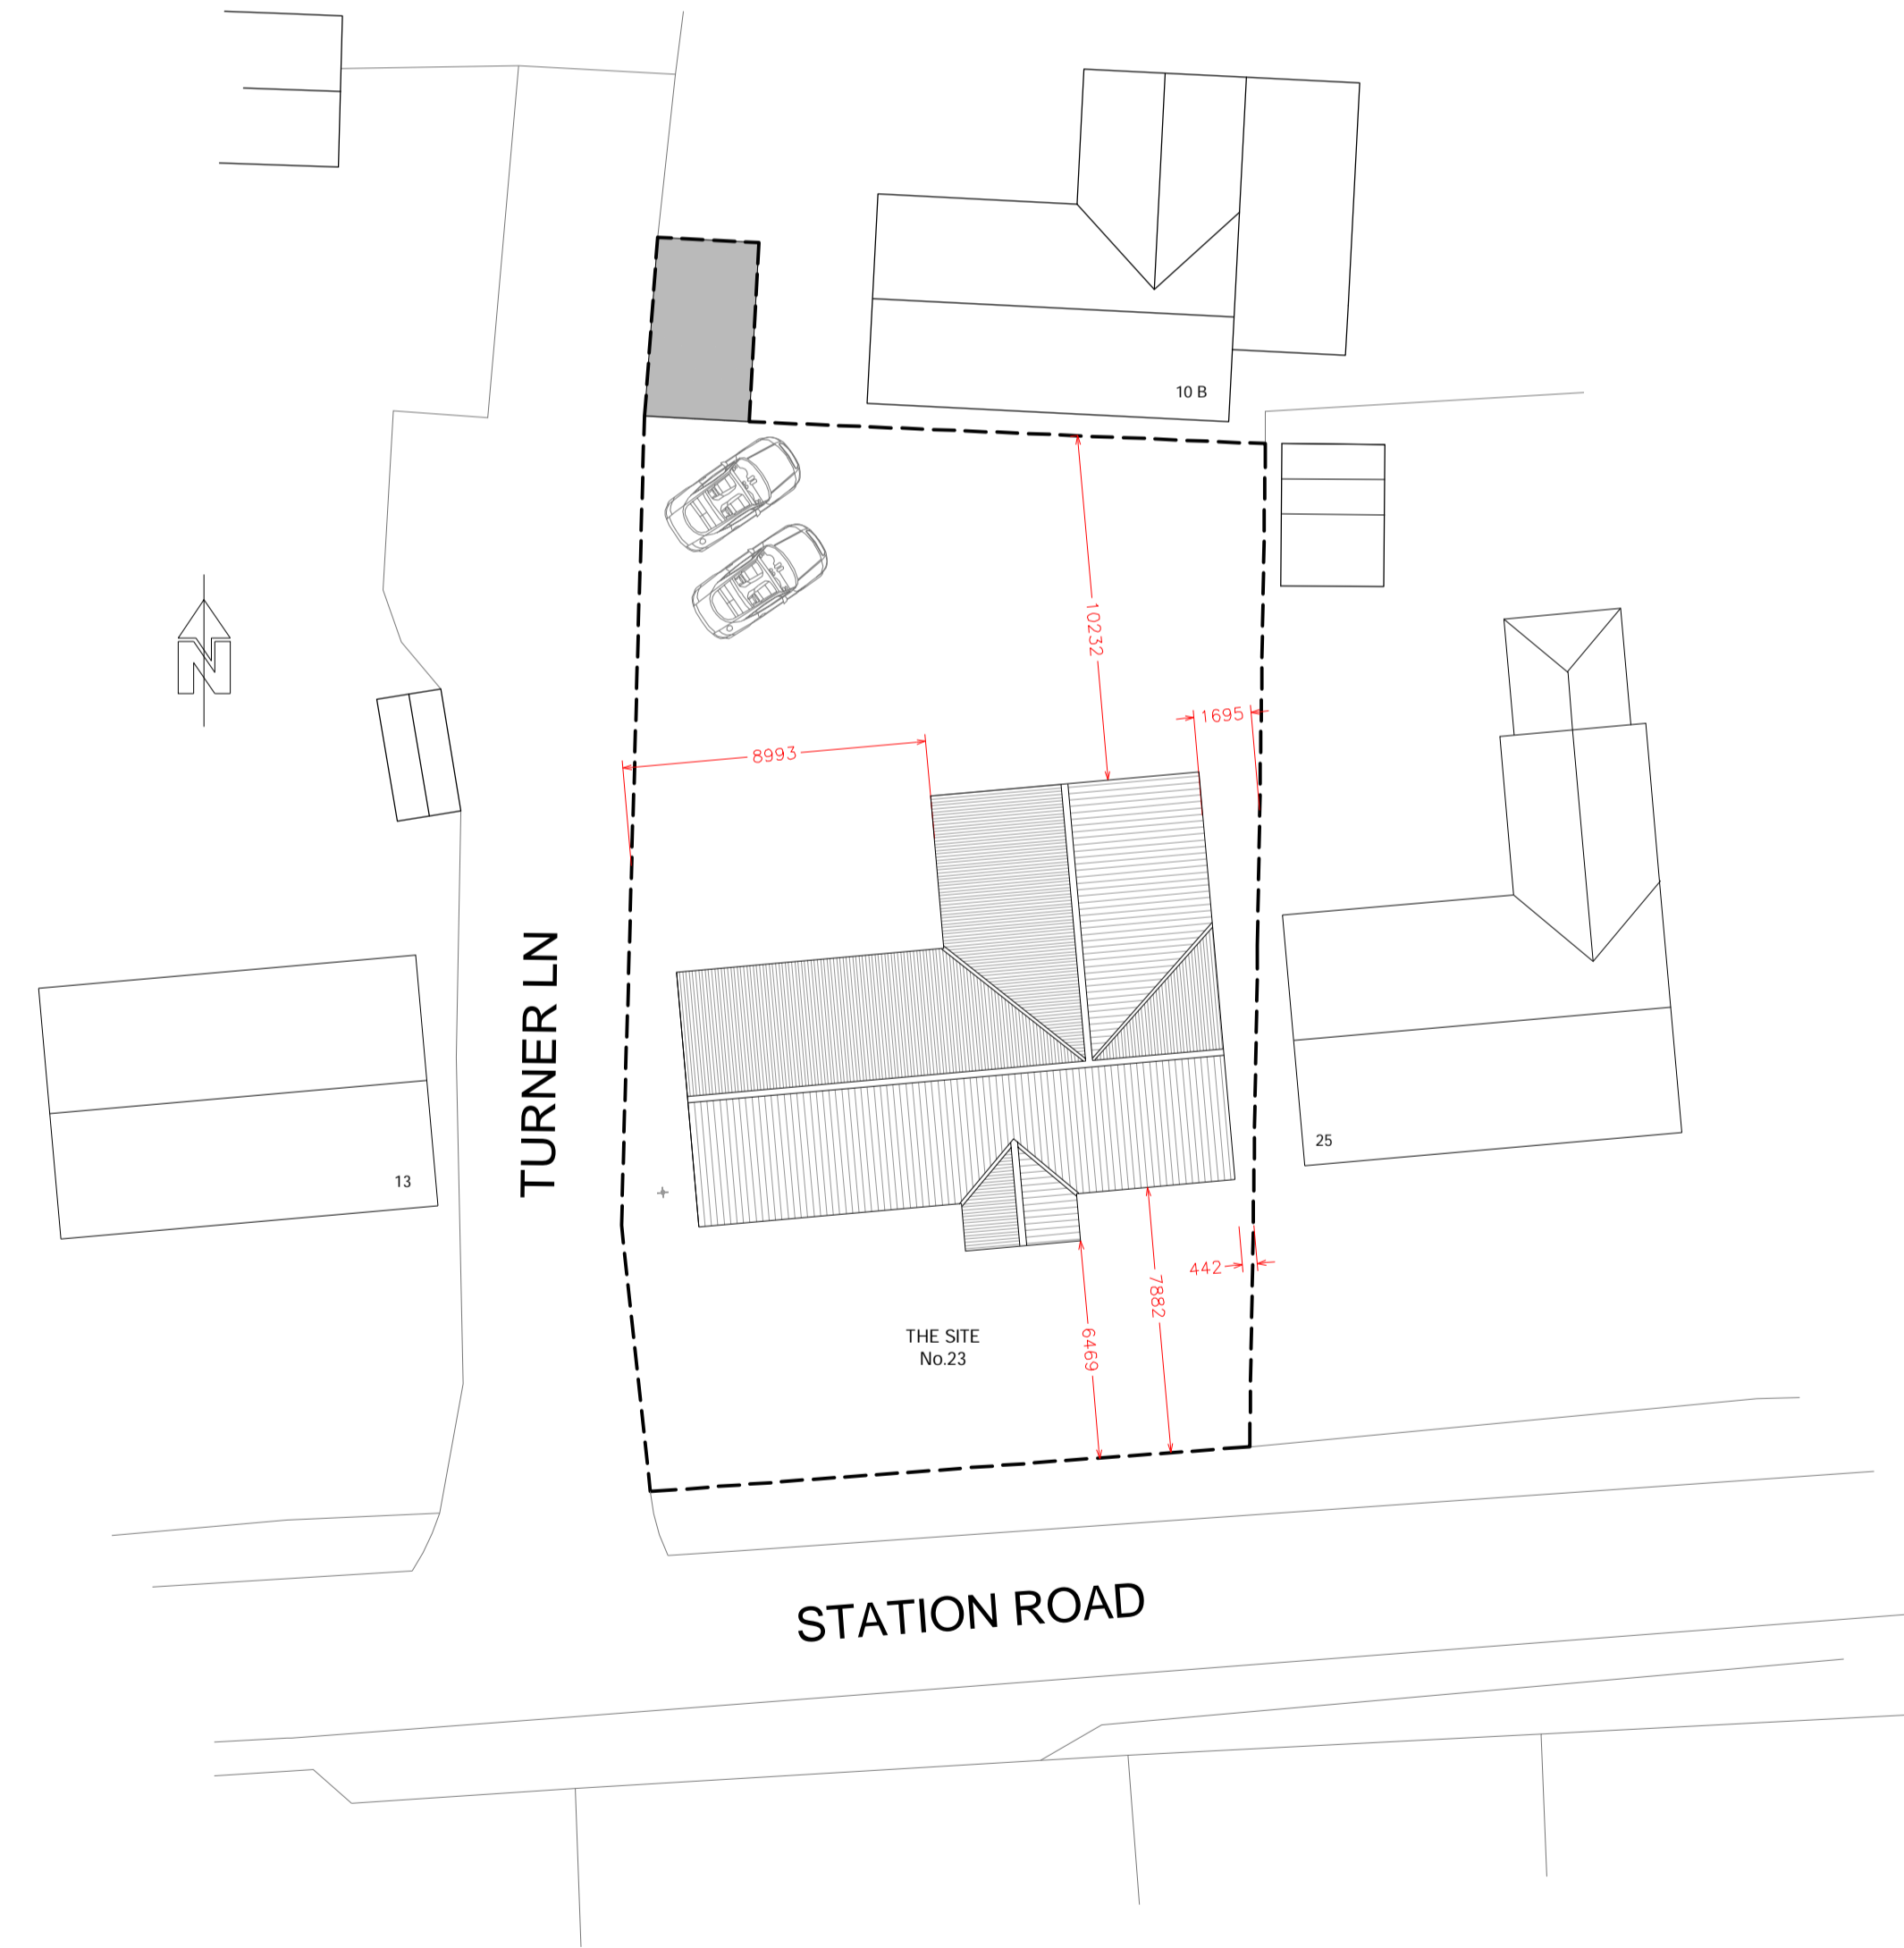 10 B
10232
N
1695
8993
TURNER LN
25
13
442
7882
6469
THE SITE
No.23
STATION ROAD